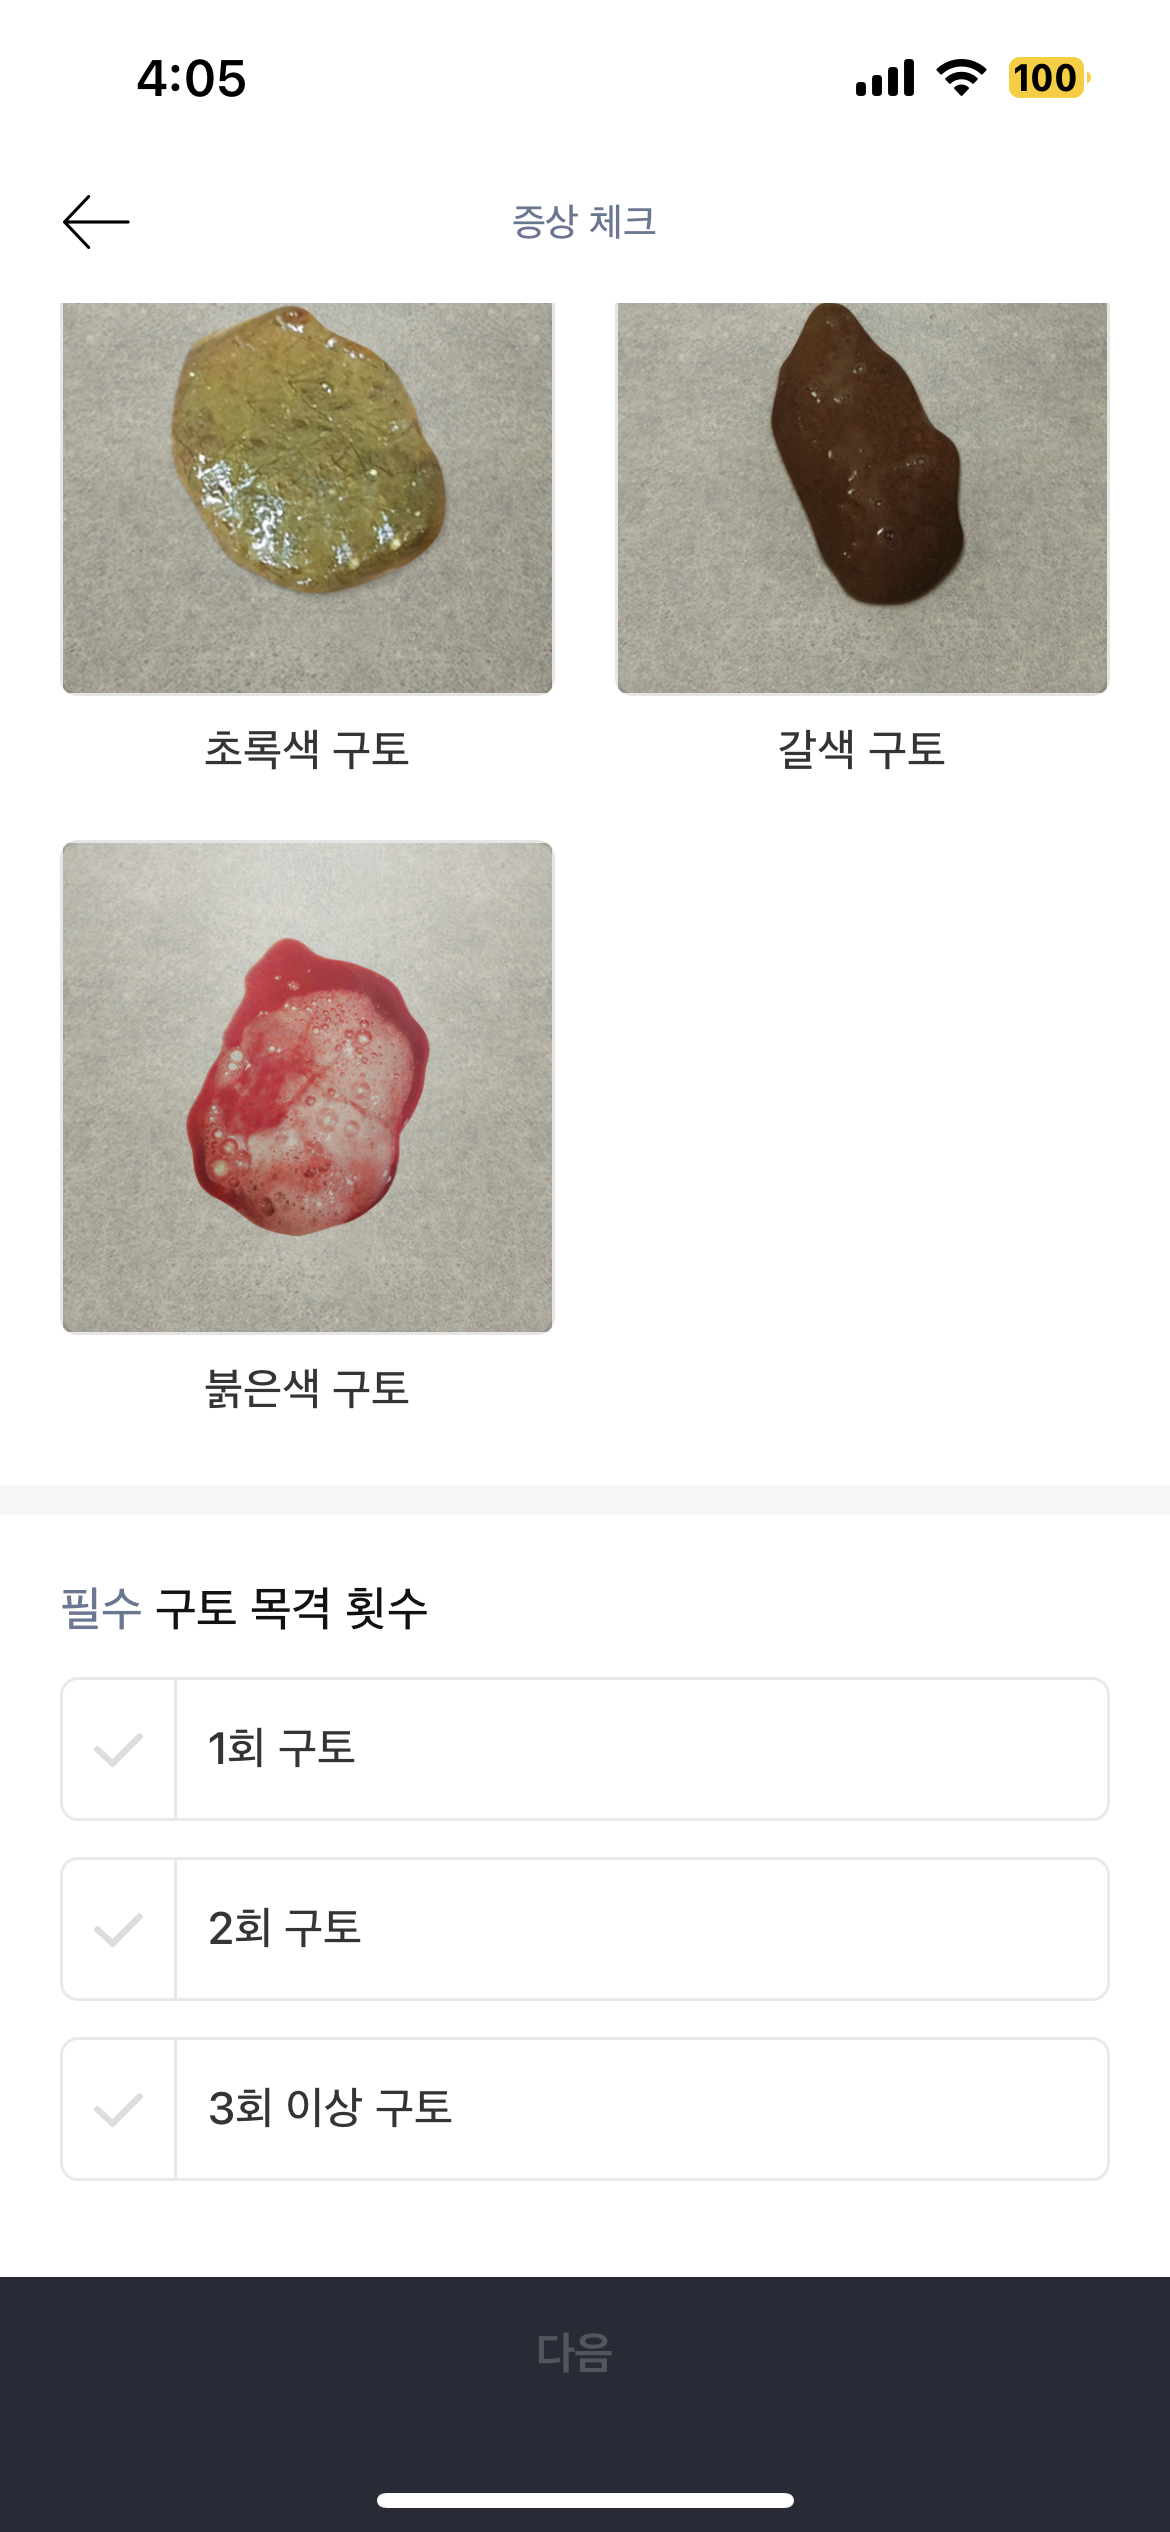 4:05
100
증상 체크
초록색 구토
갈색 구토
붉은색 구토
필수 구토 목격 횟수
1회 구토
2회 구토
3회 이상 구토
다음